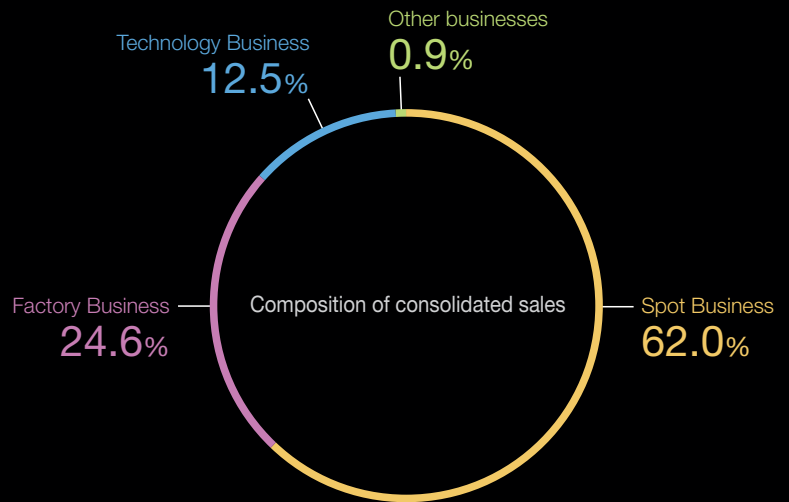 Other businesses
0.9%
Technology Business
12.5%
Factory Business
24.6%
Composition of consolidated sales
Spot Business
62.0%